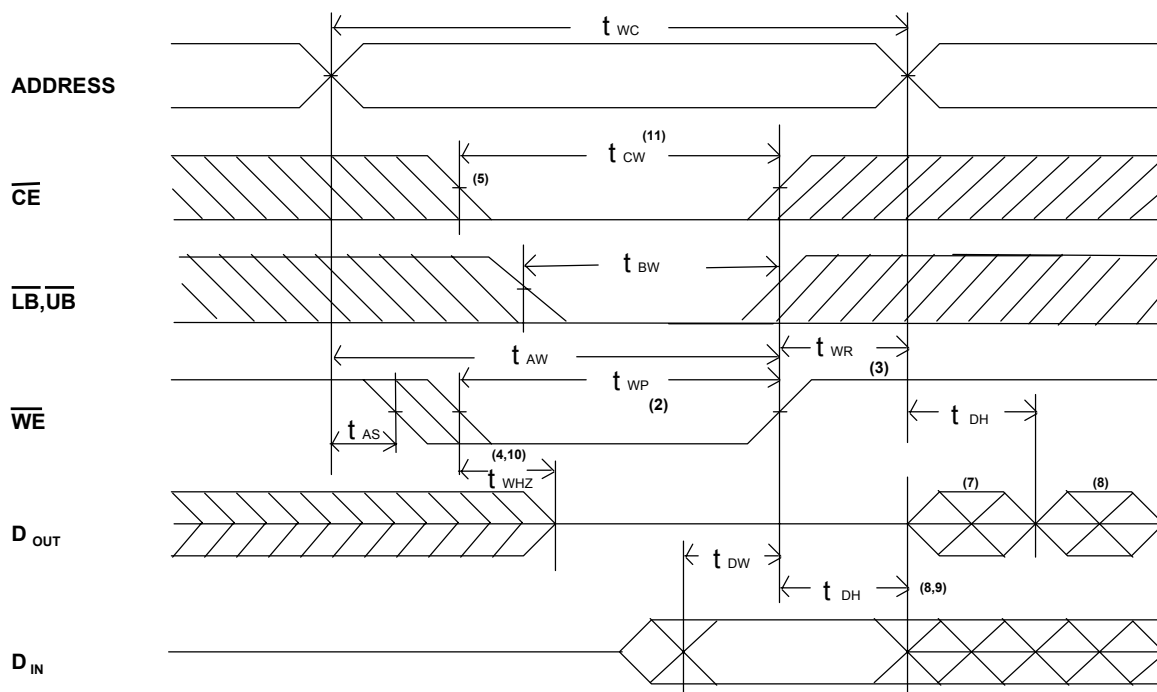 t WC
ADDRESS
t CW (11)
CE (5)
t BW
LB,UB
t AW
t WR
t WP (2)
(3)
WE
t AS
t DH
(4,10)
t WHZ
(7) (8)
D OUT
t DW
t DH (8,9)
D IN